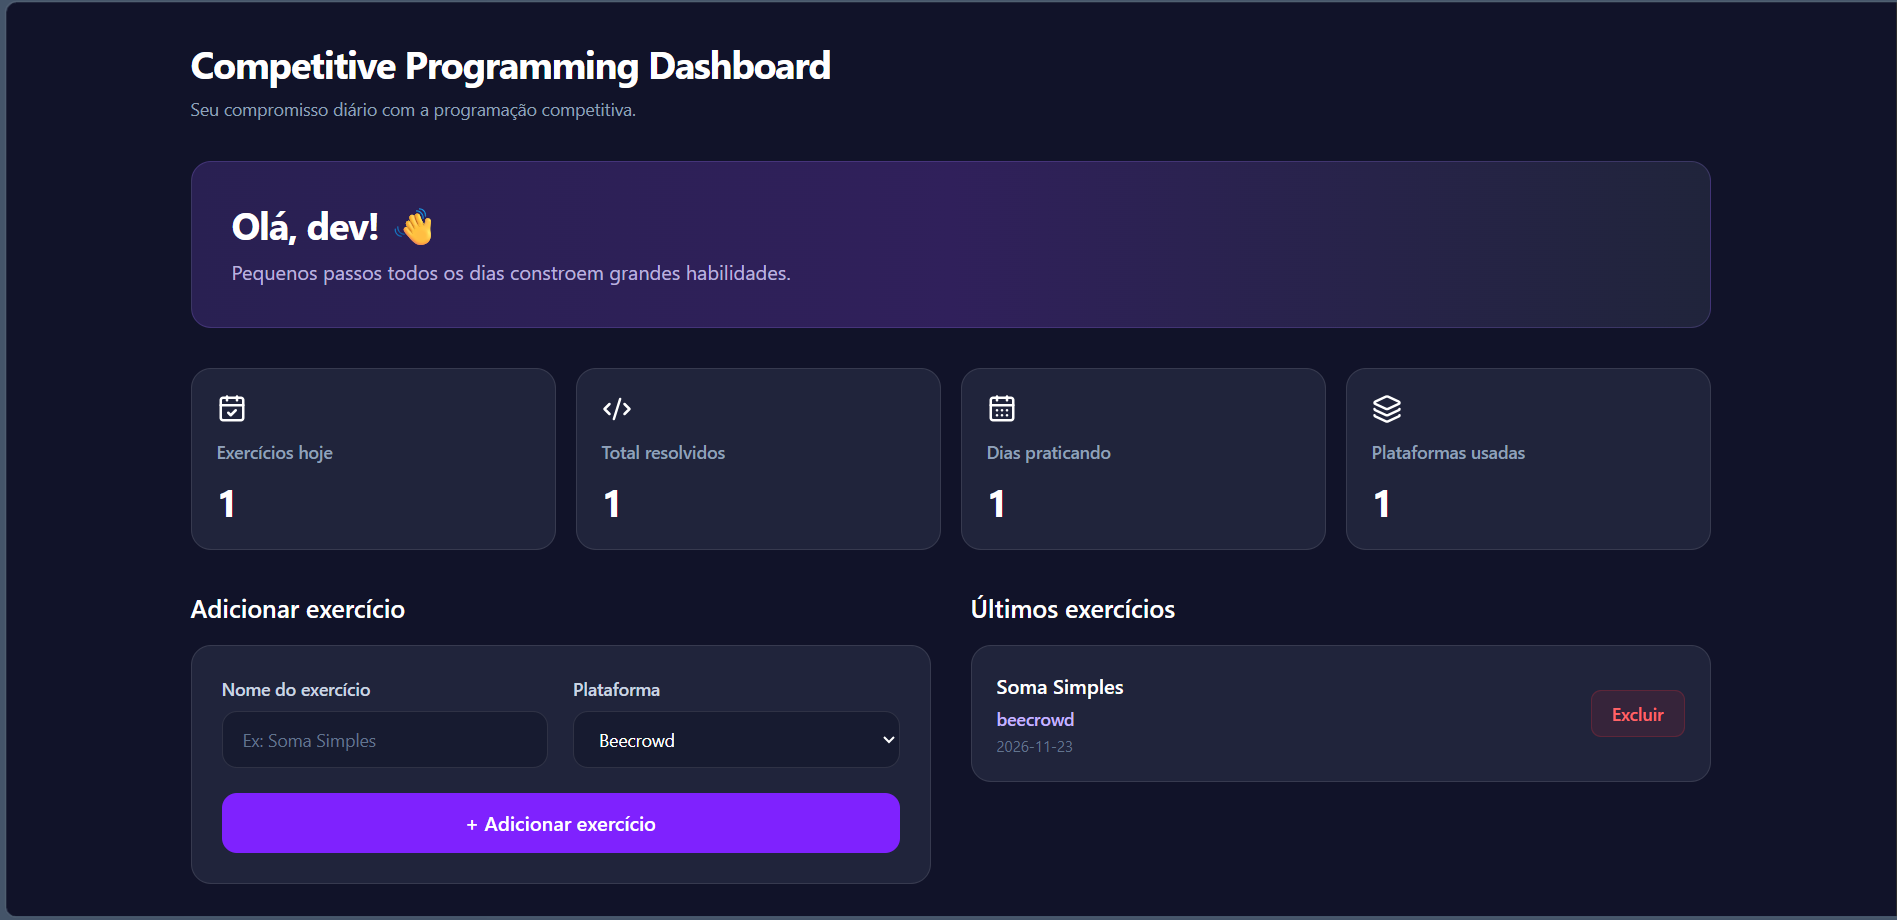 Competitive Programming Dashboard
Seu compromisso diário com a programação competitiva.
Olá, dev! 👋
Pequenos passos todos os dias constroem grandes habilidades.
Exercícios hoje
1
Total resolvidos
1
Dias praticando
1
Plataformas usadas
1
Adicionar exercício
Nome do exercício
Ex: Soma Simples
Plataforma
Beecrowd
+ Adicionar exercício
Últimos exercícios
Soma Simples
beecrowd
2026-11-23
Excluir